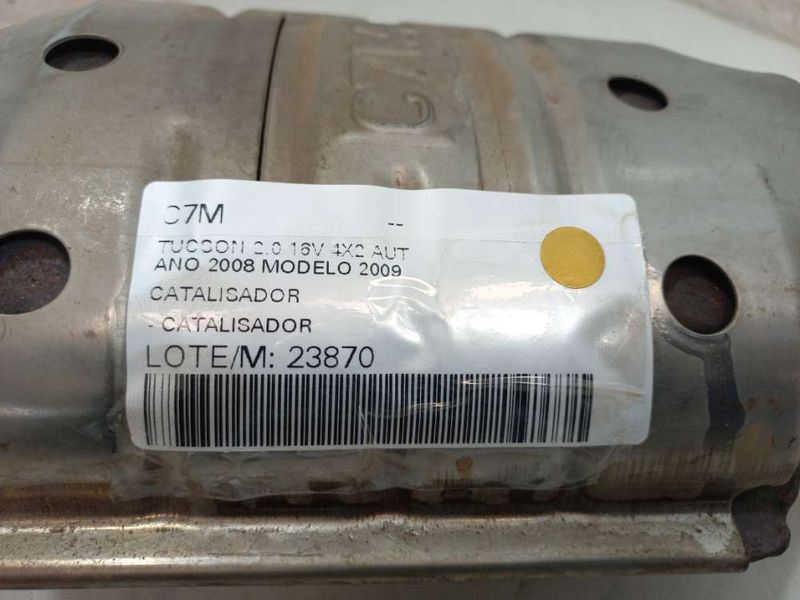 C7M --
TUCSON 2.0 16V 4X2 AUT
ANO 2008 MODELO 2009
CATALISADOR
- CATALISADOR
LOTE/M: 23870